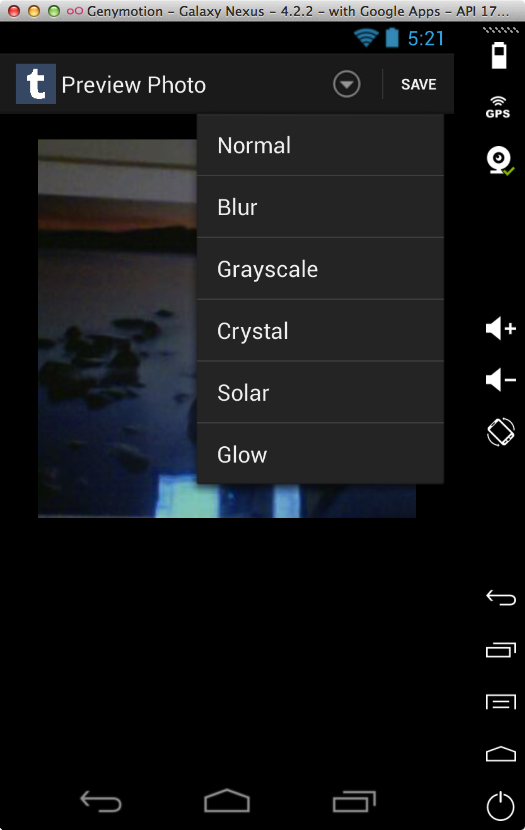 Genymotion – Galaxy Nexus – 4.2.2 – with Google Apps – API 17...
5:21
t Preview Photo
SAVE
GPS
Normal
Blur
Grayscale
Crystal
Solar
Glow